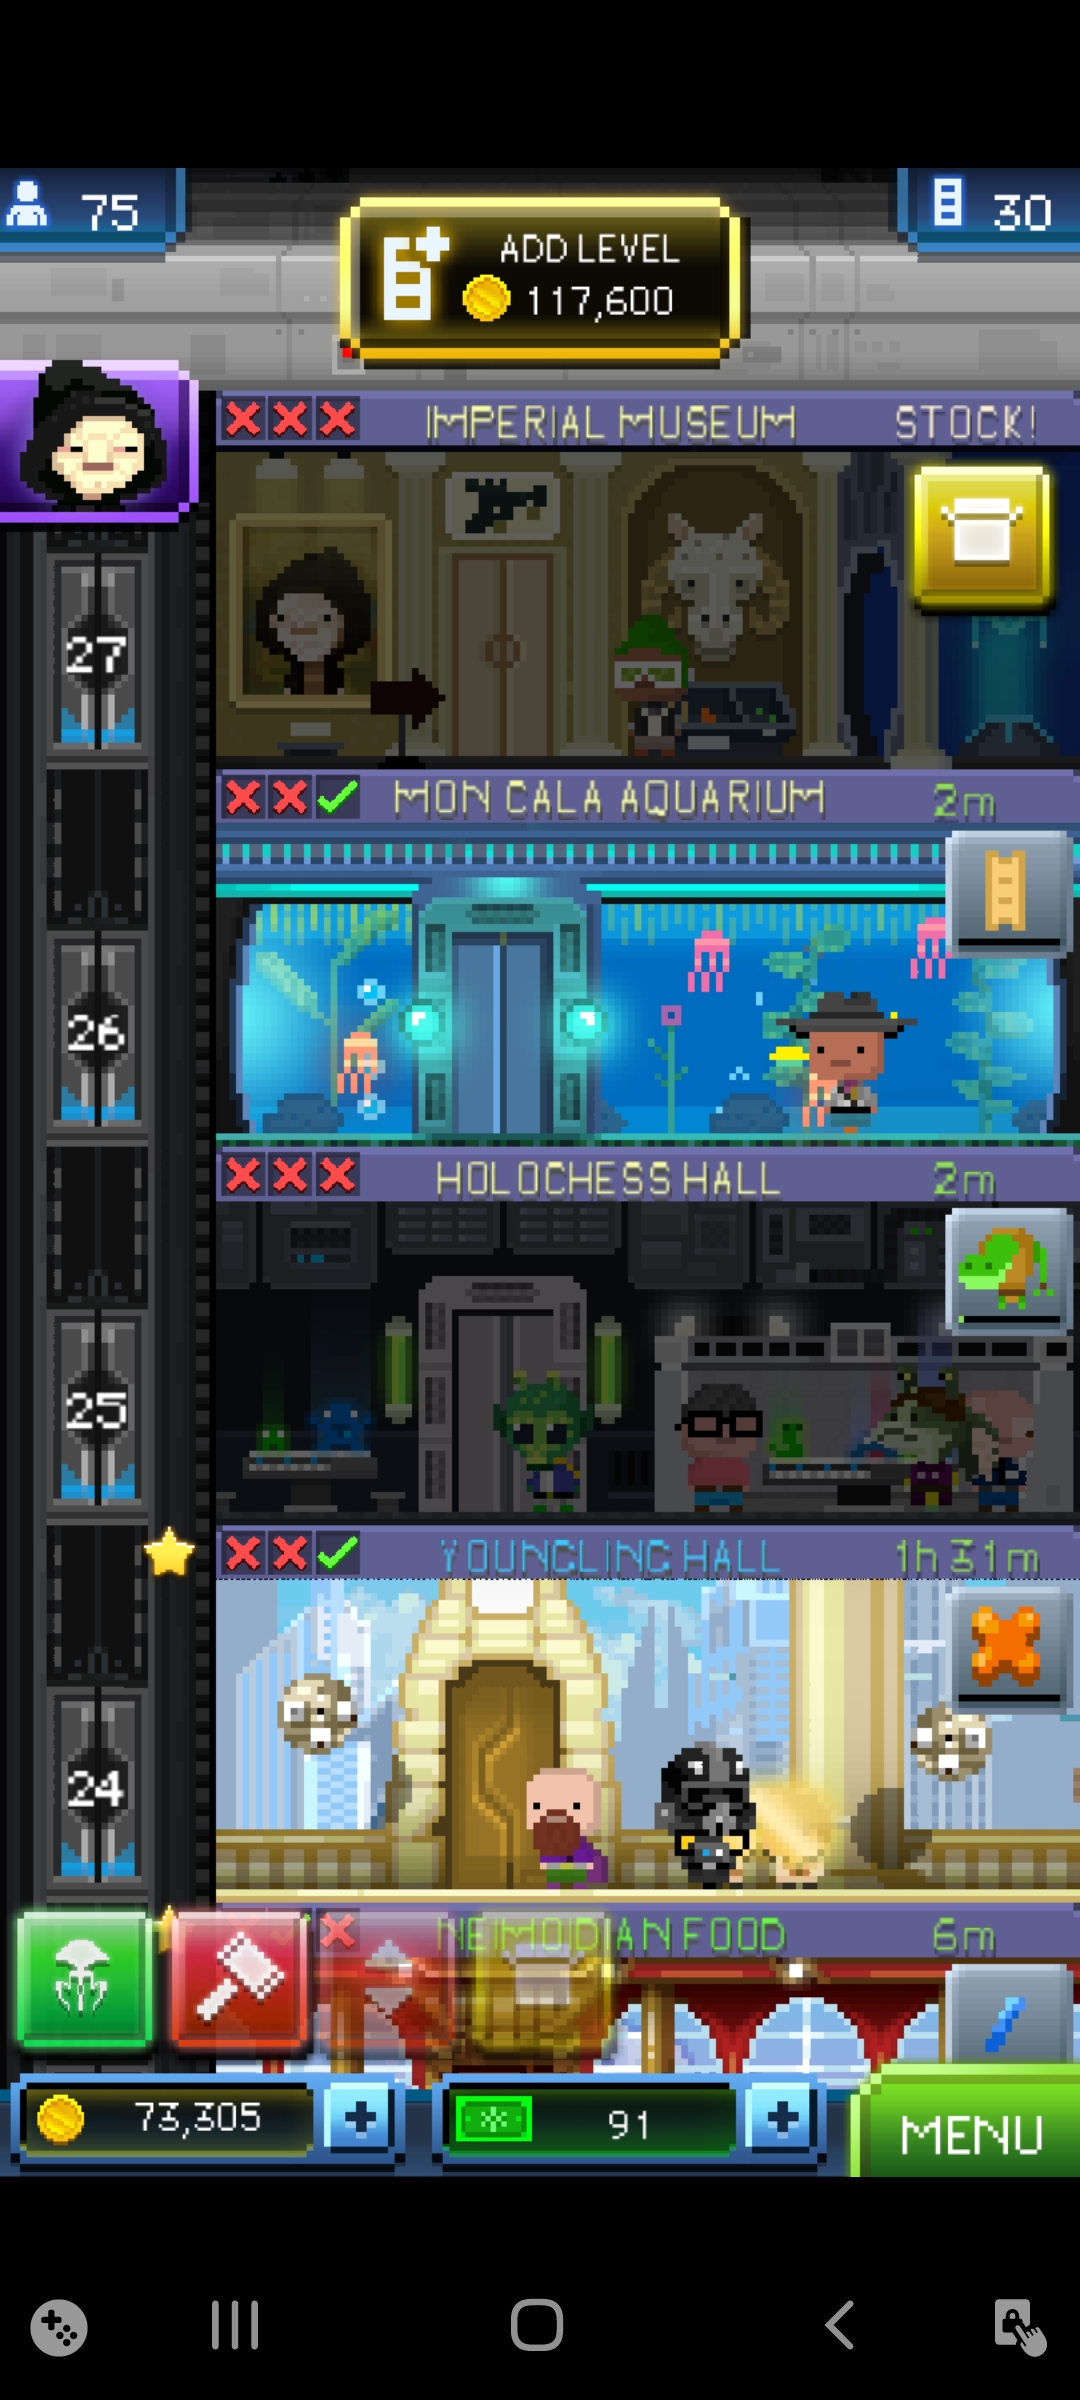 75
30
ADD LEVEL
117,600
IMPERIAL MUSEUM STOCK!
27
MON CALA AQUARIUM 2m
26
HOLOCHESS HALL 2m
25
YOUNGLING HALL 1h 31m
24
NEIMOIDIAN FOOD 6m
73,305
91
MENU